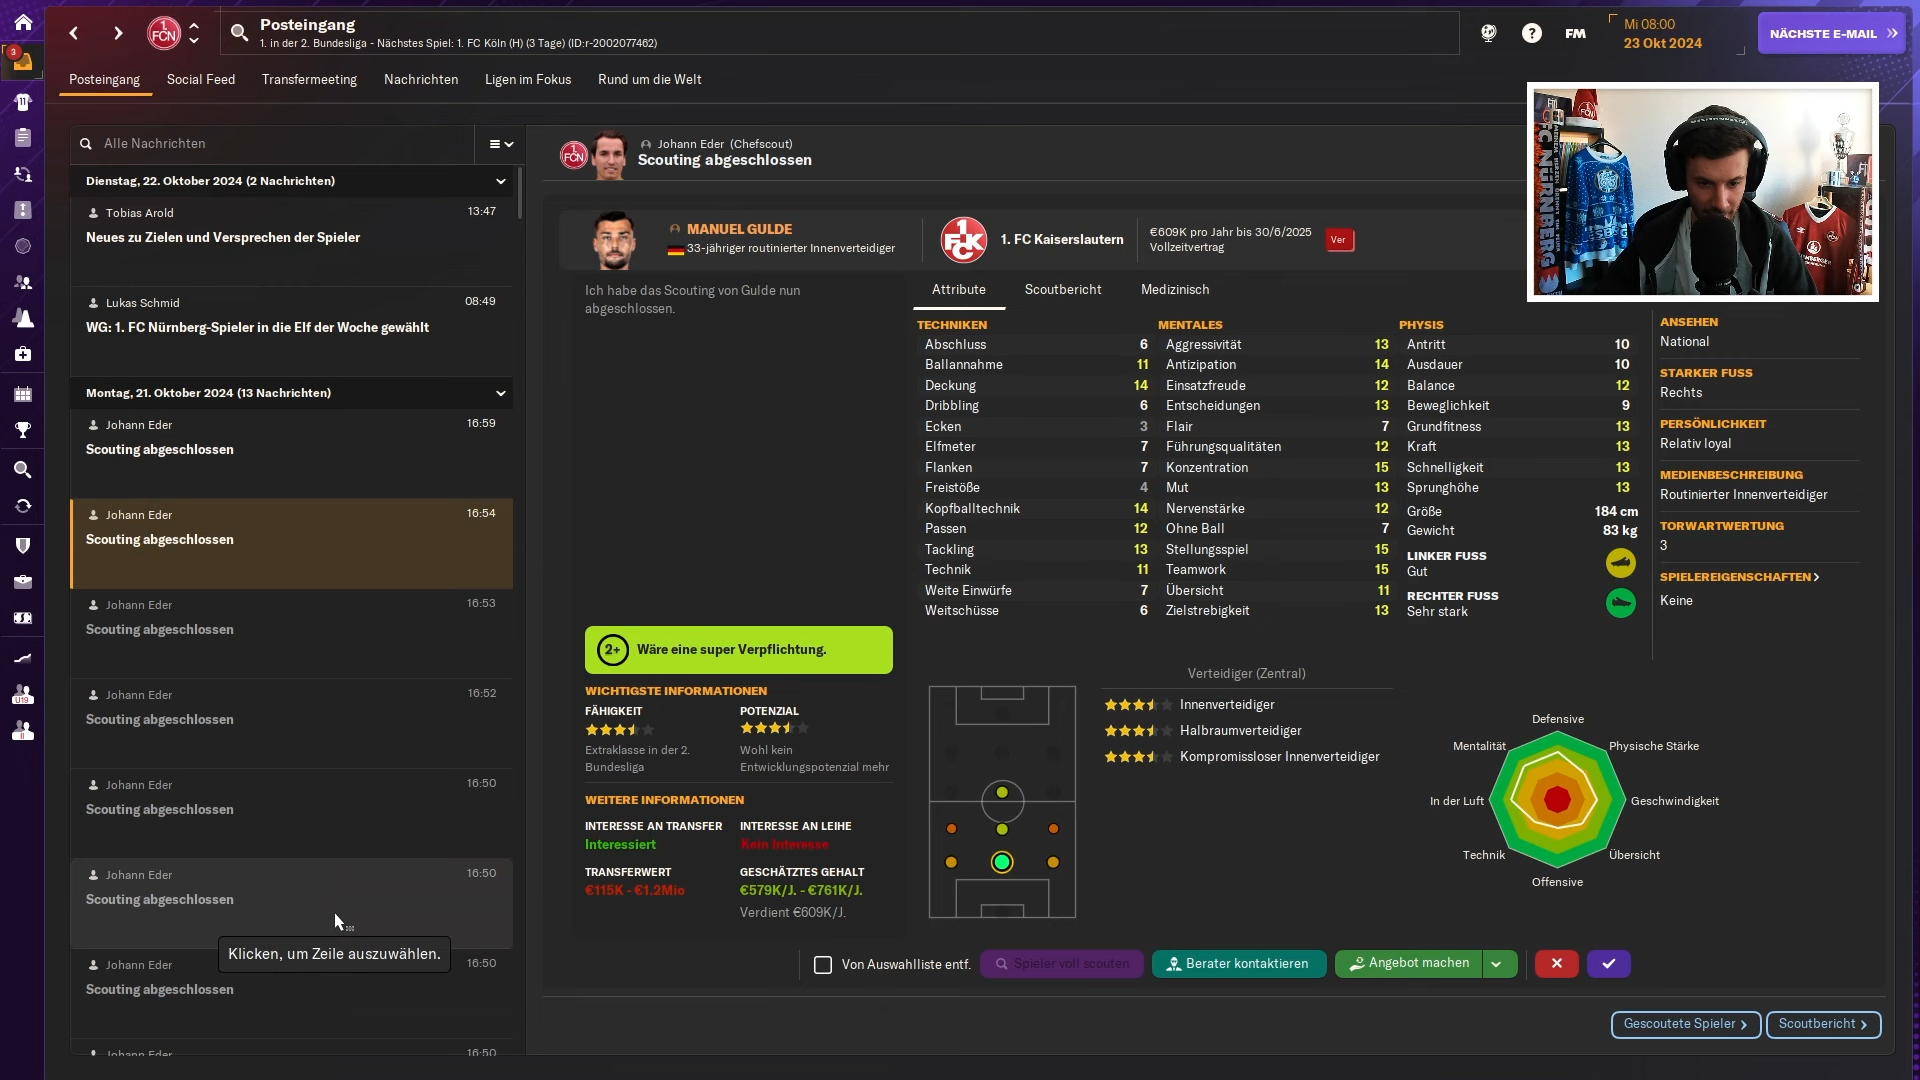 Posteingang
1. in der 2. Bundesliga - Nächstes Spiel: 1. FC Köln (H) (3 Tage) (ID:r-2002077462)
FM
Mi 08:00
23 Okt 2024
NÄCHSTE E-MAIL
3
Posteingang
Social Feed
Transfermeeting
Nachrichten
Ligen im Fokus
Rund um die Welt
Alle Nachrichten
Dienstag, 22. Oktober 2024 (2 Nachrichten)
Tobias Arold 13:47
Neues zu Zielen und Versprechen der Spieler
Lukas Schmid 08:49
WG: 1. FC Nürnberg-Spieler in die Elf der Woche gewählt
Montag, 21. Oktober 2024 (13 Nachrichten)
Johann Eder 16:59
Scouting abgeschlossen
Johann Eder 16:54
Scouting abgeschlossen
Johann Eder 16:53
Scouting abgeschlossen
Johann Eder 16:52
Scouting abgeschlossen
Johann Eder 16:50
Scouting abgeschlossen
Johann Eder 16:50
Scouting abgeschlossen
Klicken, um Zeile auszuwählen.
Johann Eder 16:50
Scouting abgeschlossen
Johann Eder 16:50
U19
II
Johann Eder (Chefscout)
Scouting abgeschlossen
MANUEL GULDE
33-jähriger routinierter Innenverteidiger
1. FC Kaiserslautern
€609K pro Jahr bis 30/6/2025
Vollzeitvertrag
Ver
Ich habe das Scouting von Gulde nun
abgeschlossen.
Attribute
Scoutbericht
Medizinisch
TECHNIKEN
Abschluss 6
Ballannahme 11
Deckung 14
Dribbling 6
Ecken 3
Elfmeter 7
Flanken 7
Freistöße 4
Kopfballtechnik 14
Passen 12
Tackling 13
Technik 11
Weite Einwürfe 7
Weitschüsse 6
MENTALES
Aggressivität 13
Antizipation 14
Einsatzfreude 12
Entscheidungen 13
Flair 7
Führungsqualitäten 12
Konzentration 15
Mut 13
Nervenstärke 12
Ohne Ball 7
Stellungsspiel 15
Teamwork 15
Übersicht 11
Zielstrebigkeit 13
PHYSIS
Antritt 10
Ausdauer 10
Balance 12
Beweglichkeit 9
Grundfitness 13
Kraft 13
Schnelligkeit 13
Sprunghöhe 13
Größe 184 cm
Gewicht 83 kg
LINKER FUSS
Gut
RECHTER FUSS
Sehr stark
ANSEHEN
National
STARKER FUSS
Rechts
PERSÖNLICHKEIT
Relativ loyal
MEDIENBESCHREIBUNG
Routinierter Innenverteidiger
TORWARTWERTUNG
3
SPIELEREIGENSCHAFTEN
Keine
2+ Wäre eine super Verpflichtung.
WICHTIGSTE INFORMATIONEN
FÄHIGKEIT
Extraklasse in der 2.
Bundesliga
POTENZIAL
Wohl kein
Entwicklungspotenzial mehr
WEITERE INFORMATIONEN
INTERESSE AN TRANSFER
Interessiert
INTERESSE AN LEIHE
Kein Interesse
TRANSFERWERT
€115K - €1.2Mio
GESCHÄTZTES GEHALT
€579K/J. - €761K/J.
Verdient €609K/J.
Verteidiger (Zentral)
Innenverteidiger
Halbraumverteidiger
Kompromissloser Innenverteidiger
Defensive
Physische Stärke
Geschwindigkeit
Übersicht
Offensive
Technik
In der Luft
Mentalität
Von Auswahlliste entf.
Spieler voll scouten
Berater kontaktieren
Angebot machen
Gescoutete Spieler
Scoutbericht